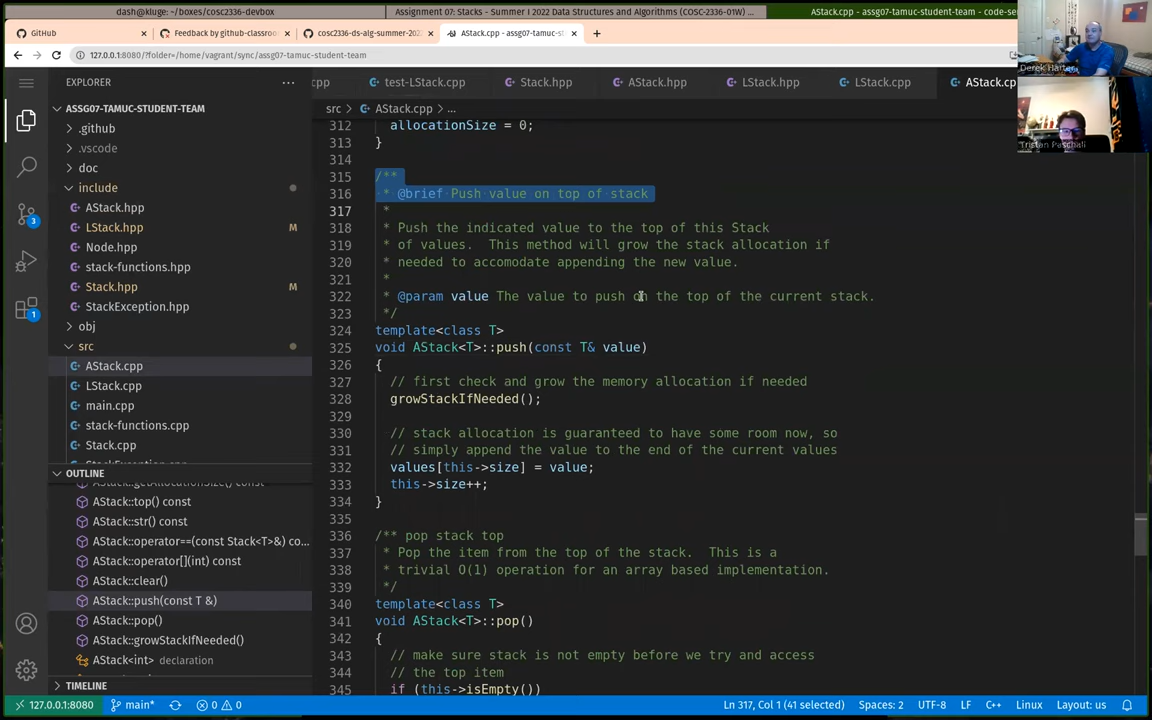 dash@kluge: ~/boxes/cosc2336-devbox
Assignment 07: Stacks - Summer I 2022 Data Structures and Algorithms (COSC-2336-01W)
AStack.cpp - assg07-tamuc-student-team - code-ser
GitHub
Feedback by github-classroo
cosc2336-ds-alg-summer-2022
AStack.cpp - assg07-tamuc-s
127.0.0.1:8080/?folder=/home/vagrant/sync/assg07-tamuc-student-team
Derek Harter
Tristan Paschall
EXPLORER
ASSG07-TAMUC-STUDENT-TEAM
.github
.vscode
doc
include
AStack.hpp
LStack.hpp M
Node.hpp
stack-functions.hpp
Stack.hpp M
StackException.hpp
obj
src
AStack.cpp
LStack.cpp
main.cpp
stack-functions.cpp
Stack.cpp
StackException.cpp
OUTLINE
AStack::getAllocationSize() const
AStack::top() const
AStack::str() const
AStack::operator==(const Stack<T>&) co...
AStack::operator[](int) const
AStack::clear()
AStack::push(const T &)
AStack::pop()
AStack::growStackIfNeeded()
AStack<int> declaration
TIMELINE
3
1
cpp
test-LStack.cpp
Stack.hpp
AStack.hpp
LStack.hpp
LStack.cpp
AStack.cpp
src > AStack.cpp > ...
312 allocationSize = 0;
313 }
314
315 /**
316 * @brief Push value on top of stack
317 *
318 * Push the indicated value to the top of this Stack
319 * of values.  This method will grow the stack allocation if
320 * needed to accomodate appending the new value.
321 *
322 * @param value The value to push on the top of the current stack.
323 */
324 template<class T>
325 void AStack<T>::push(const T& value)
326 {
327 // first check and grow the memory allocation if needed
328 growStackIfNeeded();
329
330 // stack allocation is guaranteed to have some room now, so
331 // simply append the value to the end of the current values
332 values[this->size] = value;
333 this->size++;
334 }
335
336 /** pop stack top
337 * Pop the item from the top of the stack.  This is a
338 * trivial O(1) operation for an array based implementation.
339 */
340 template<class T>
341 void AStack<T>::pop()
342 {
343 // make sure stack is not empty before we try and access
344 // the top item
345 if (this->isEmpty())
127.0.0.1:8080
main*
0 0
Ln 317, Col 1 (41 selected)
Spaces: 2
UTF-8
LF
C++
Linux
Layout: us